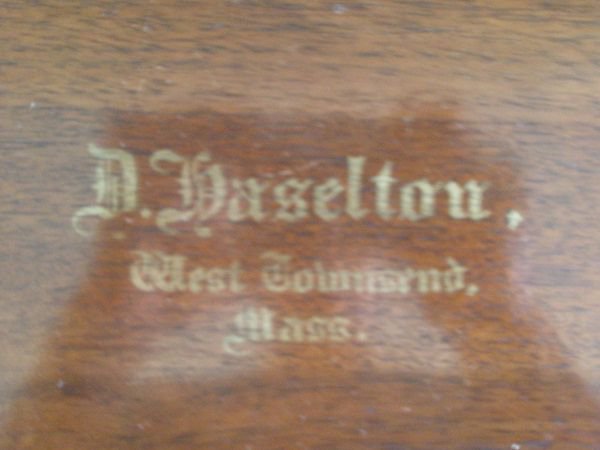 D. Haselton,
West Townsend,
Mass.